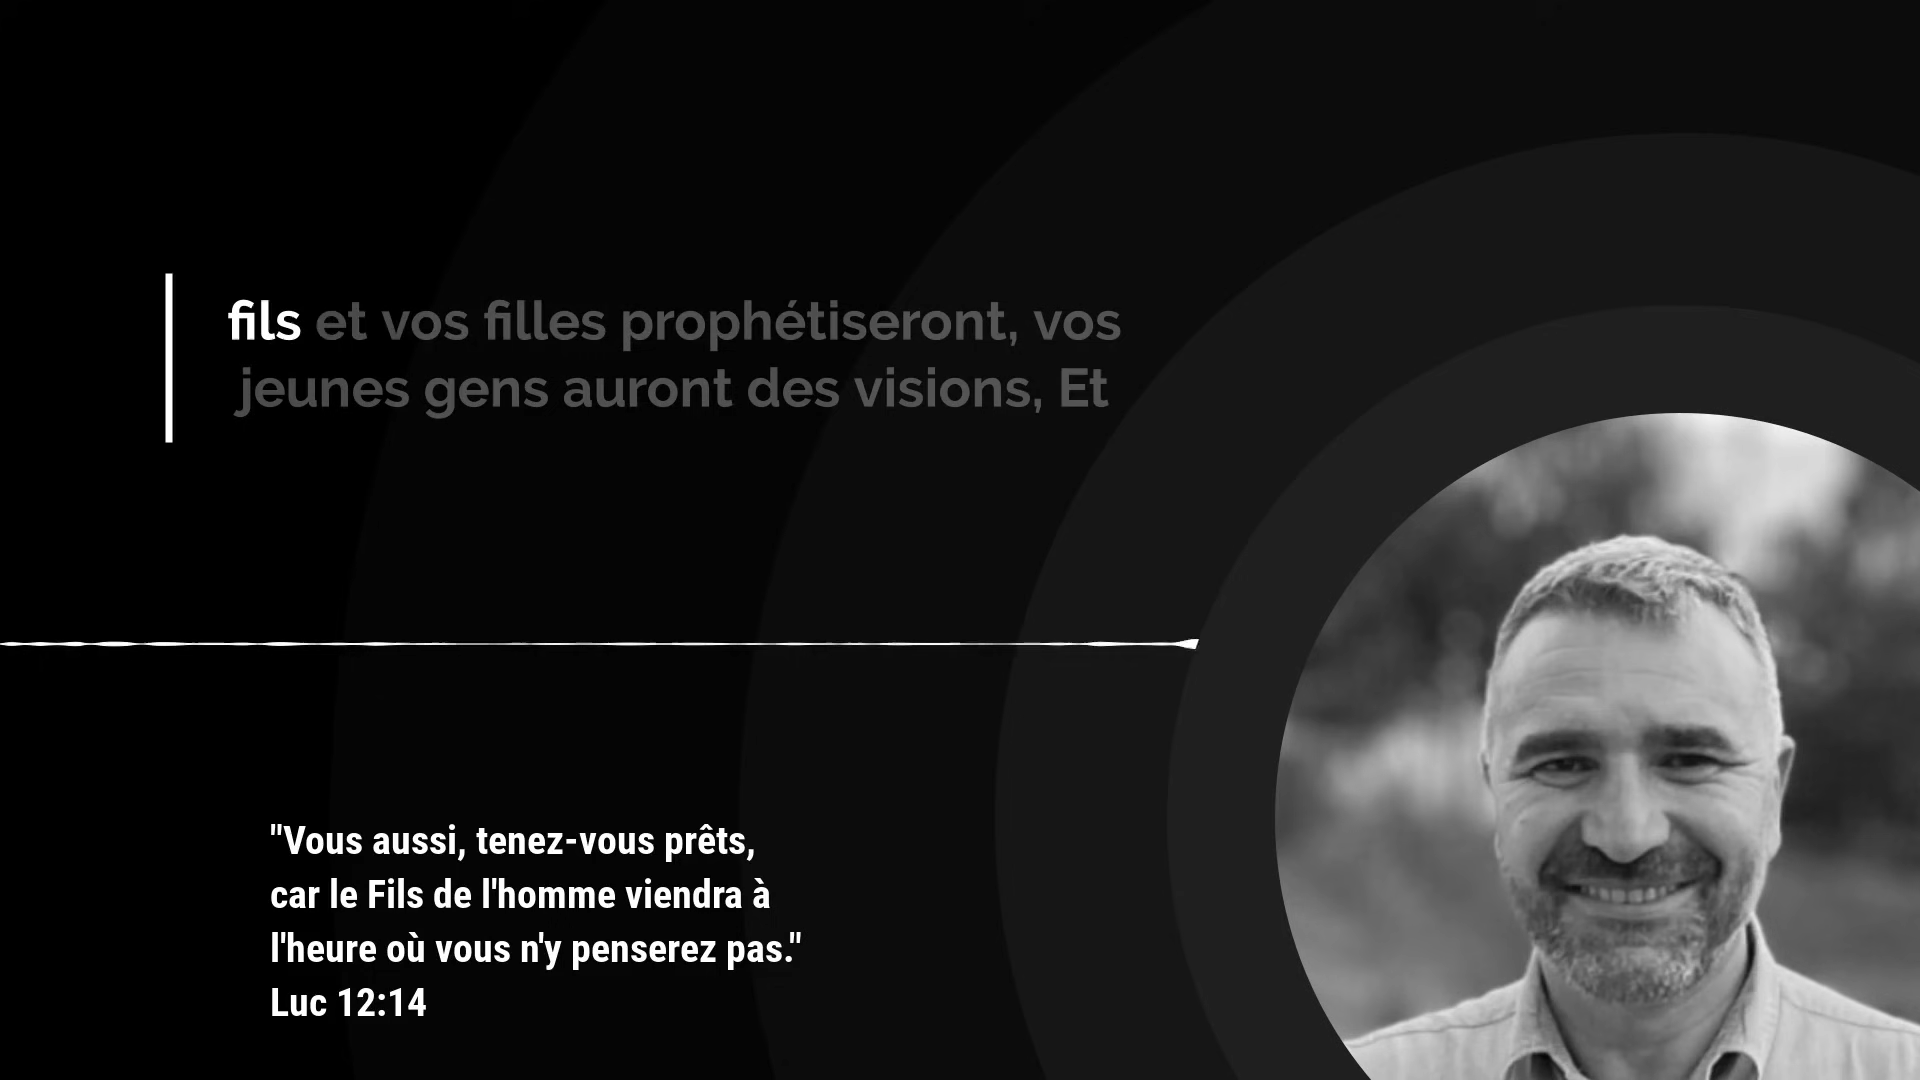 fils et vos filles prophétiseront, vos
jeunes gens auront des visions, Et
"Vous aussi, tenez-vous prêts,
car le Fils de l'homme viendra à
l'heure où vous n'y penserez pas."
Luc 12:14